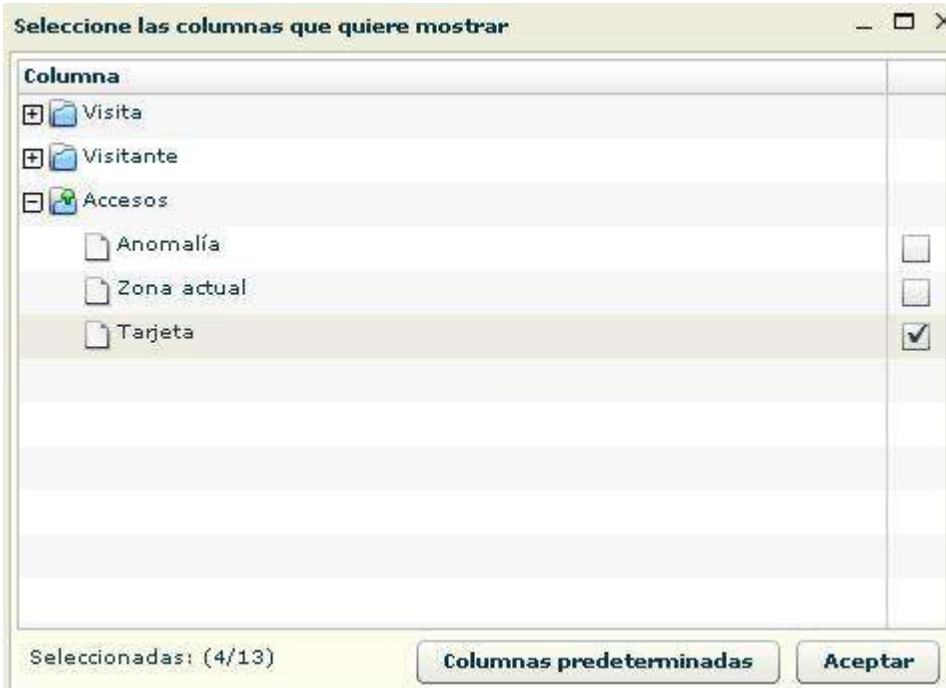 Seleccione las columnas que quiere mostrar
Columna
Visita
Visitante
Accesos
Anomalía
Zona actual
Tarjeta
Seleccionadas: (4/13)
Columnas predeterminadas
Aceptar